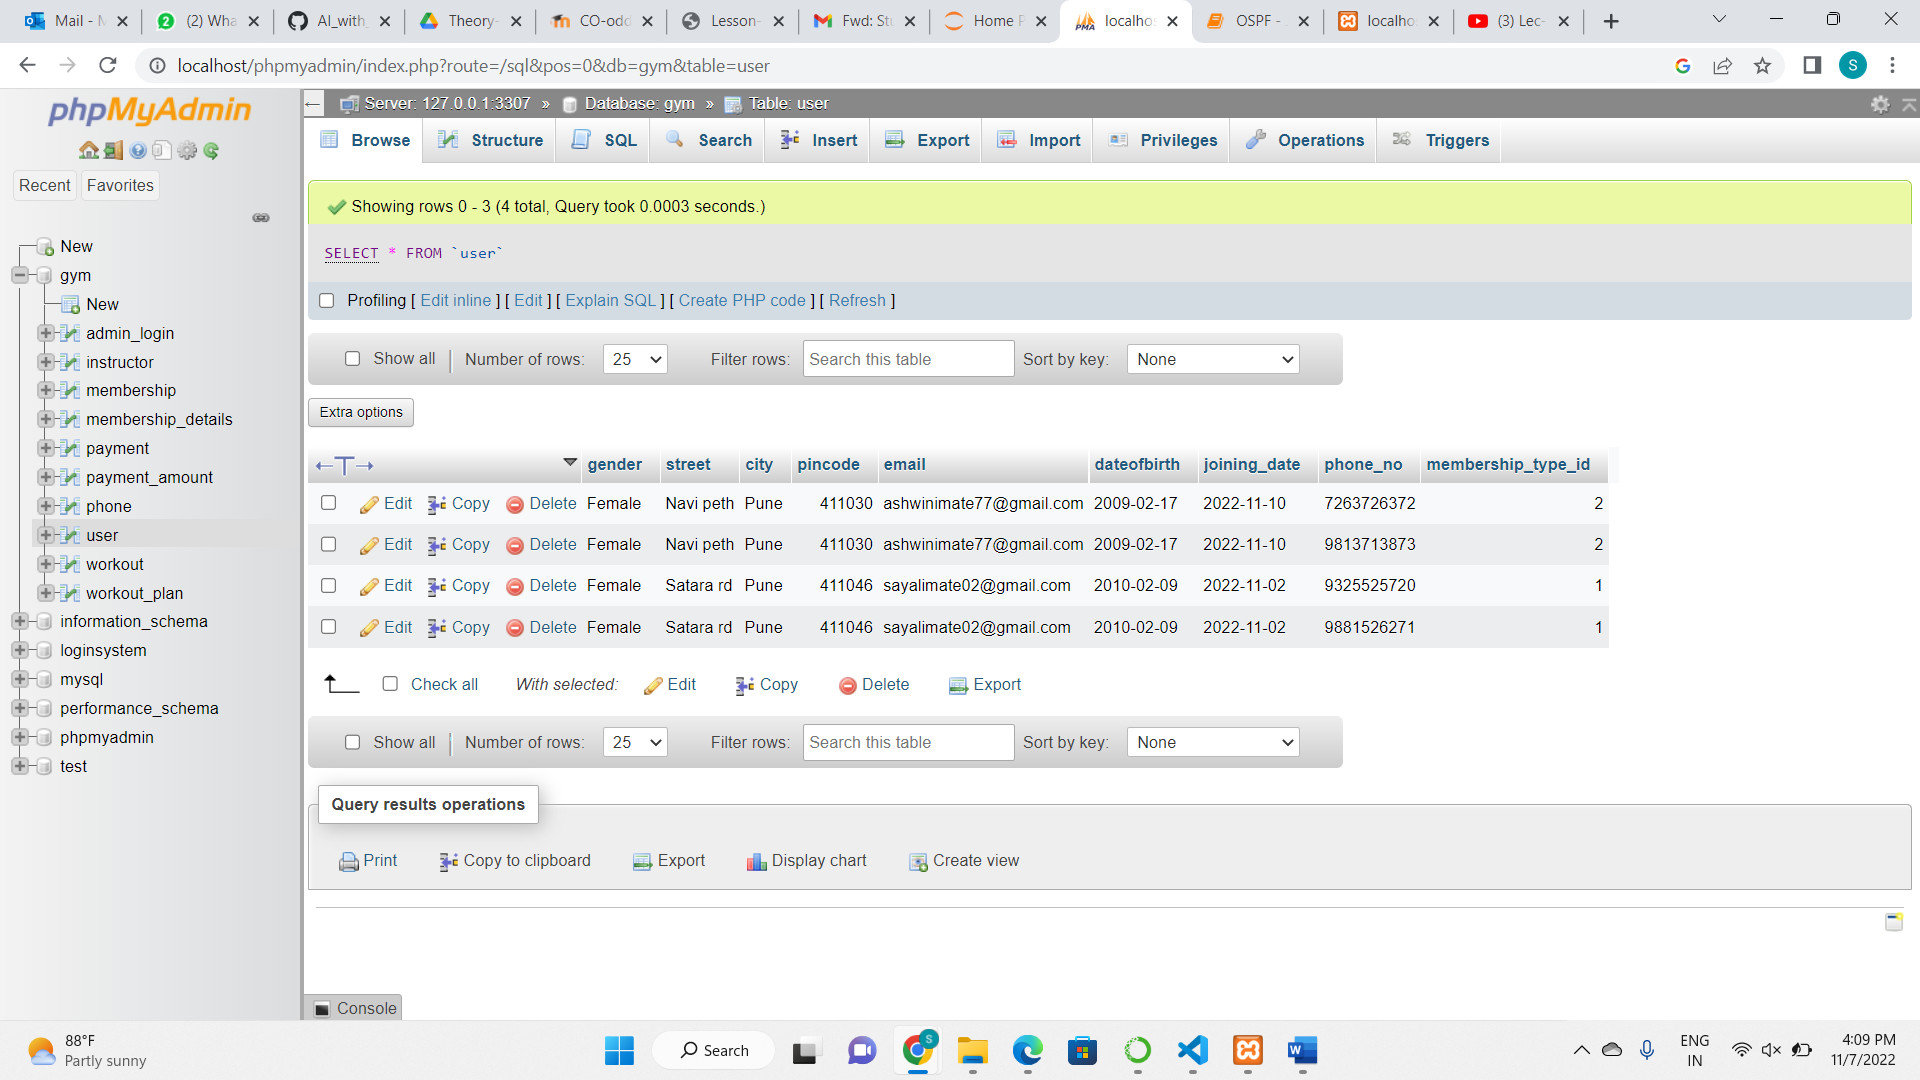 Mail - M
(2) Wha
AI_with_
Theory-
CO-odd
Lesson-
Fwd: Stu
Home P
localhos
OSPF -
localho
(3) Lec-
localhost/phpmyadmin/index.php?route=/sql&pos=0&db=gym&table=user
S
phpMyAdmin
Recent
Favorites
New
gym
New
admin_login
instructor
membership
membership_details
payment
payment_amount
phone
user
workout
workout_plan
information_schema
loginsystem
mysql
performance_schema
phpmyadmin
test
Server: 127.0.0.1:3307 » Database: gym » Table: user
Browse Structure SQL Search Insert Export Import Privileges Operations Triggers
Showing rows 0 - 3 (4 total, Query took 0.0003 seconds.)
SELECT * FROM `user`
Profiling [ Edit inline ] [ Edit ] [ Explain SQL ] [ Create PHP code ] [ Refresh ]
Show all | Number of rows: 25 Filter rows: Search this table Sort by key: None
Extra options
←T→ gender street city pincode email dateofbirth joining_date phone_no membership_type_id
Edit Copy Delete Female Navi peth Pune 411030 ashwinimate77@gmail.com 2009-02-17 2022-11-10 7263726372 2
Edit Copy Delete Female Navi peth Pune 411030 ashwinimate77@gmail.com 2009-02-17 2022-11-10 9813713873 2
Edit Copy Delete Female Satara rd Pune 411046 sayalimate02@gmail.com 2010-02-09 2022-11-02 9325525720 1
Edit Copy Delete Female Satara rd Pune 411046 sayalimate02@gmail.com 2010-02-09 2022-11-02 9881526271 1
Check all With selected: Edit Copy Delete Export
Show all | Number of rows: 25 Filter rows: Search this table Sort by key: None
Query results operations
Print Copy to clipboard Export Display chart Create view
Console
88°F
Partly sunny
Search
S
ENG
IN
4:09 PM
11/7/2022